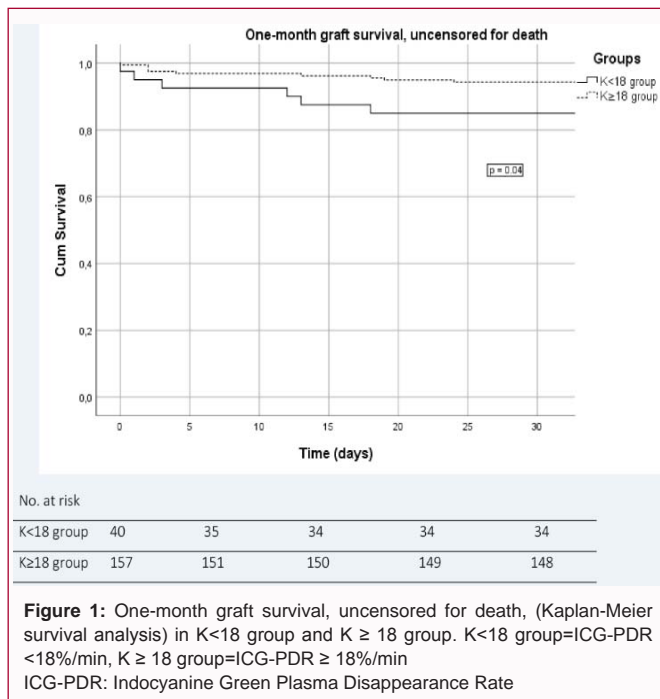 One-month graft survival, uncensored for death
Groups
K<18 group
K≥18 group
1,0
0,8
0,6
0,4
0,2
0,0
Cum Survival
p = 0.04
0 5 10 15 20 25 30
Time (days)
No. at risk
K<18 group 40 35 34 34 34
K≥18 group 157 151 150 149 148
Figure 1: One-month graft survival, uncensored for death, (Kaplan-Meier
survival analysis) in K<18 group and K ≥ 18 group. K<18 group=ICG-PDR
<18%/min, K ≥ 18 group=ICG-PDR ≥ 18%/min
ICG-PDR: Indocyanine Green Plasma Disappearance Rate